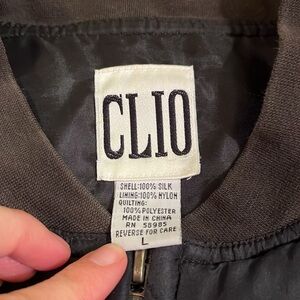 CLIO
SHELL:100% SILK
LINING:100% NYLON
QUILTING:
100% POLYESTER
MADE IN CHINA
RN 58985
REVERSE FOR CARE
L